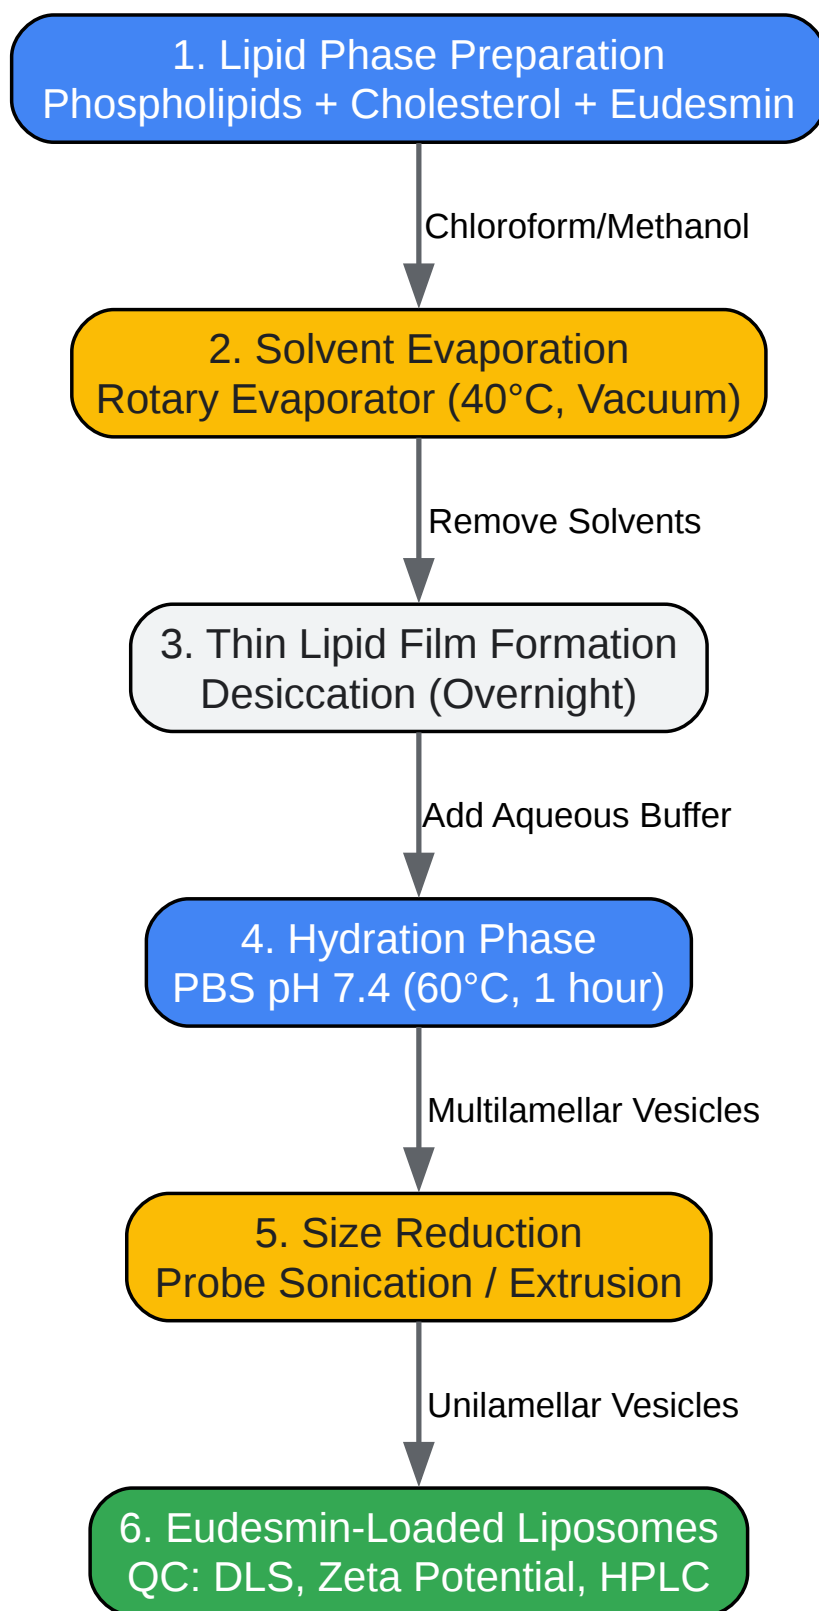 1. Lipid Phase Preparation
Phospholipids + Cholesterol + Eudesmin
Chloroform/Methanol
2. Solvent Evaporation
Rotary Evaporator (40°C, Vacuum)
Remove Solvents
3. Thin Lipid Film Formation
Desiccation (Overnight)
Add Aqueous Buffer
4. Hydration Phase
PBS pH 7.4 (60°C, 1 hour)
Multilamellar Vesicles
5. Size Reduction
Probe Sonication / Extrusion
Unilamellar Vesicles
6. Eudesmin-Loaded Liposomes
QC: DLS, Zeta Potential, HPLC